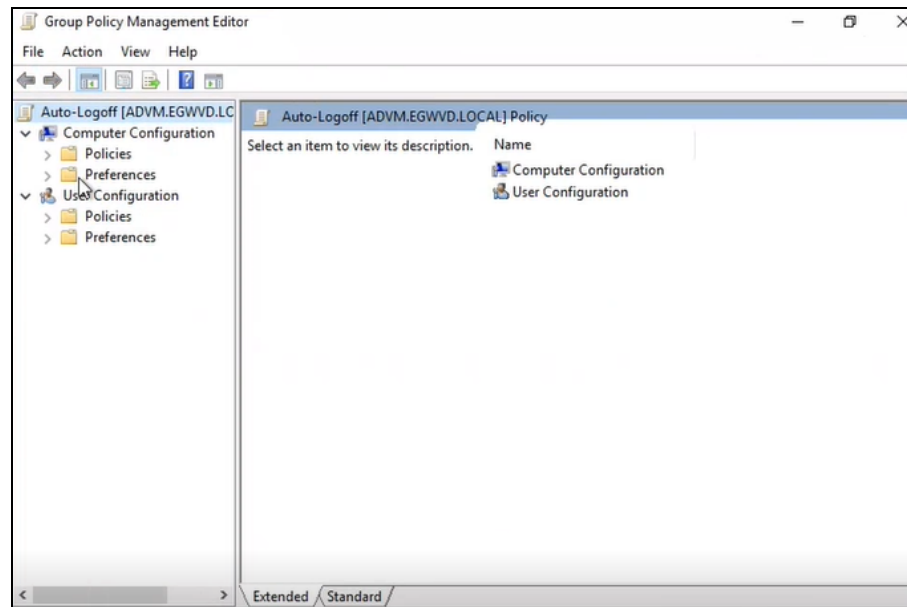 Group Policy Management Editor
File Action View Help
Auto-Logoff [ADVM.EGWVD.LC
Computer Configuration
Policies
Preferences
User Configuration
Policies
Preferences
Auto-Logoff [ADVM.EGWVD.LOCAL] Policy
Select an item to view its description.
Name
Computer Configuration
User Configuration
Extended Standard